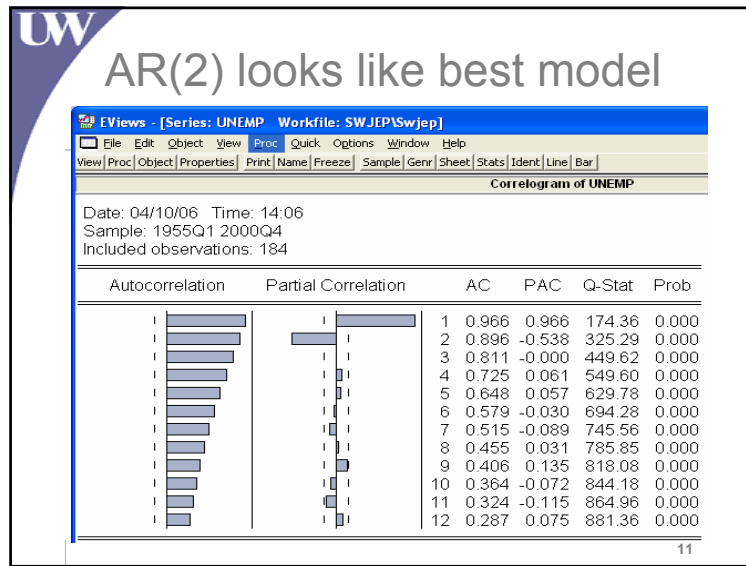 UW
AR(2) looks like best model
EViews - [Series: UNEMP Workfile: SWJEP\Swjep]
File Edit Object View Proc Quick Options Window Help
View Proc Object Properties Print Name Freeze Sample Genr Sheet Stats Ident Line Bar
Correlogram of UNEMP
Date: 04/10/06 Time: 14:06
Sample: 1955Q1 2000Q4
Included observations: 184
Autocorrelation Partial Correlation AC PAC Q-Stat Prob
1 0.966 0.966 174.36 0.000
2 0.896 -0.538 325.29 0.000
3 0.811 -0.000 449.62 0.000
4 0.725 0.061 549.60 0.000
5 0.648 0.057 629.78 0.000
6 0.579 -0.030 694.28 0.000
7 0.515 -0.089 745.56 0.000
8 0.455 0.031 785.85 0.000
9 0.406 0.135 818.08 0.000
10 0.364 -0.072 844.18 0.000
11 0.324 -0.115 864.96 0.000
12 0.287 0.075 881.36 0.000
11